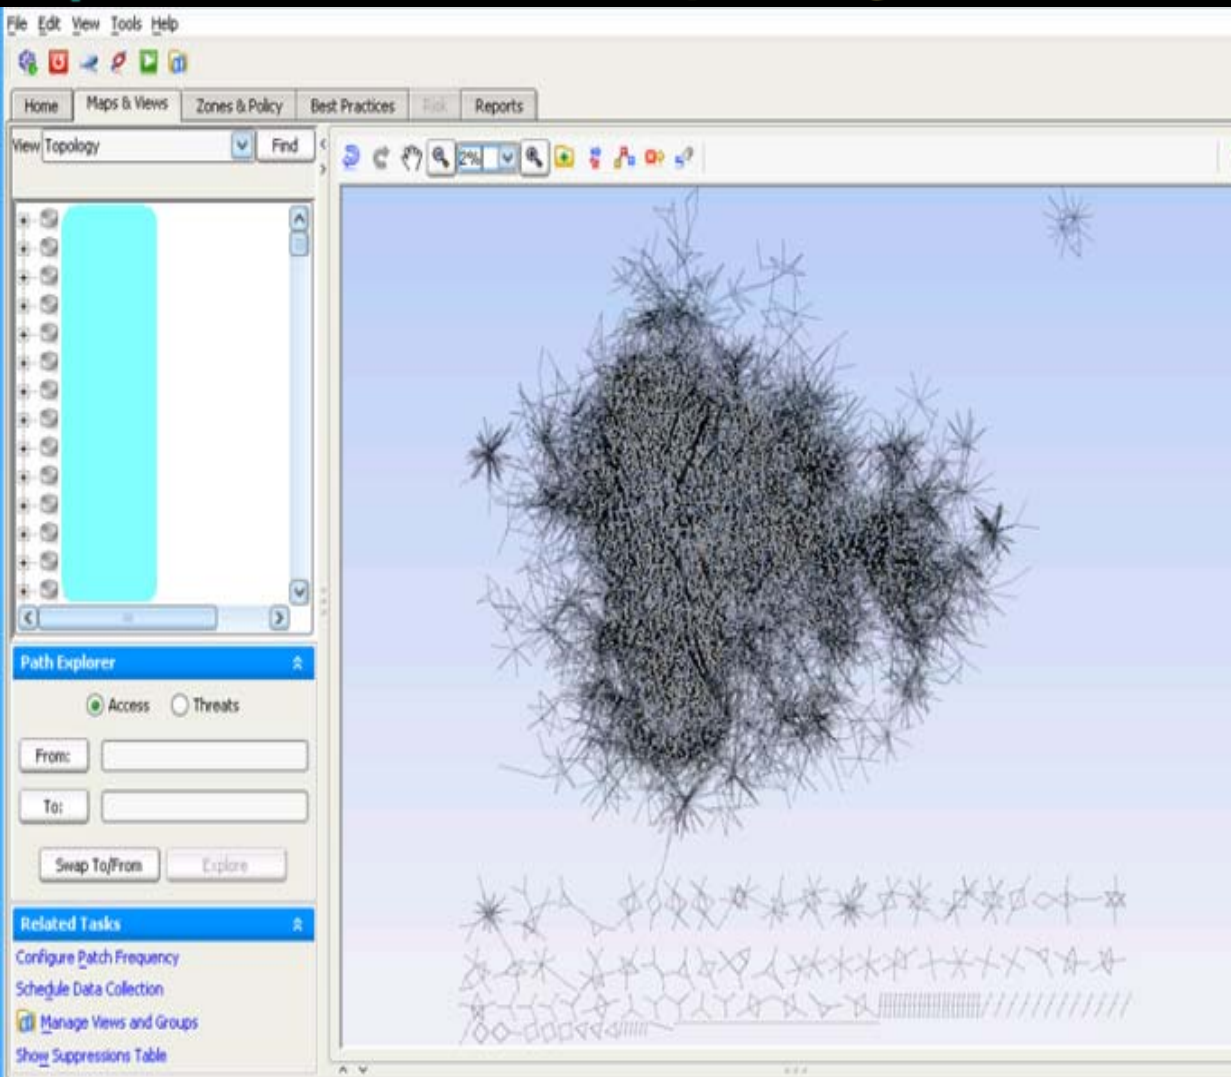 File Edit View Tools Help
Home Maps & Views Zones & Policy Best Practices Risk Reports
View Topology Find
2%
Path Explorer
Access Threats
From:
To:
Swap To/From Explore
Related Tasks
Configure Patch Frequency
Schedule Data Collection
Manage Views and Groups
Show Suppressions Table